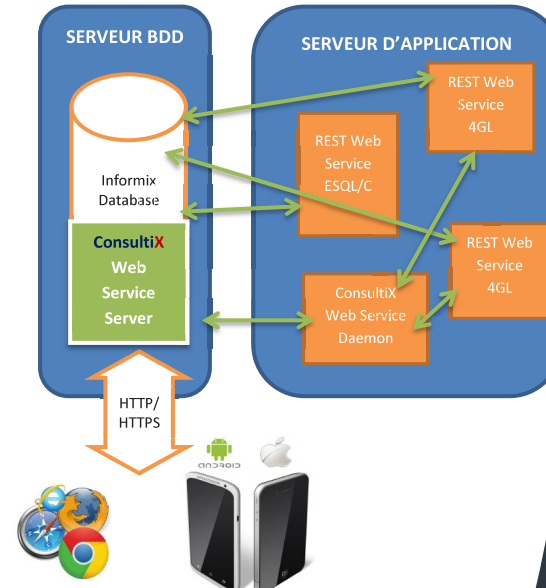 SERVEUR BDD
Informix
Database
ConsultiX
Web
Service
Server
HTTP/
HTTPS
SERVEUR D’APPLICATION
REST Web
Service
4GL
REST Web
Service
ESQL/C
REST Web
Service
4GL
ConsultiX
Web Service
Daemon
ANDROID